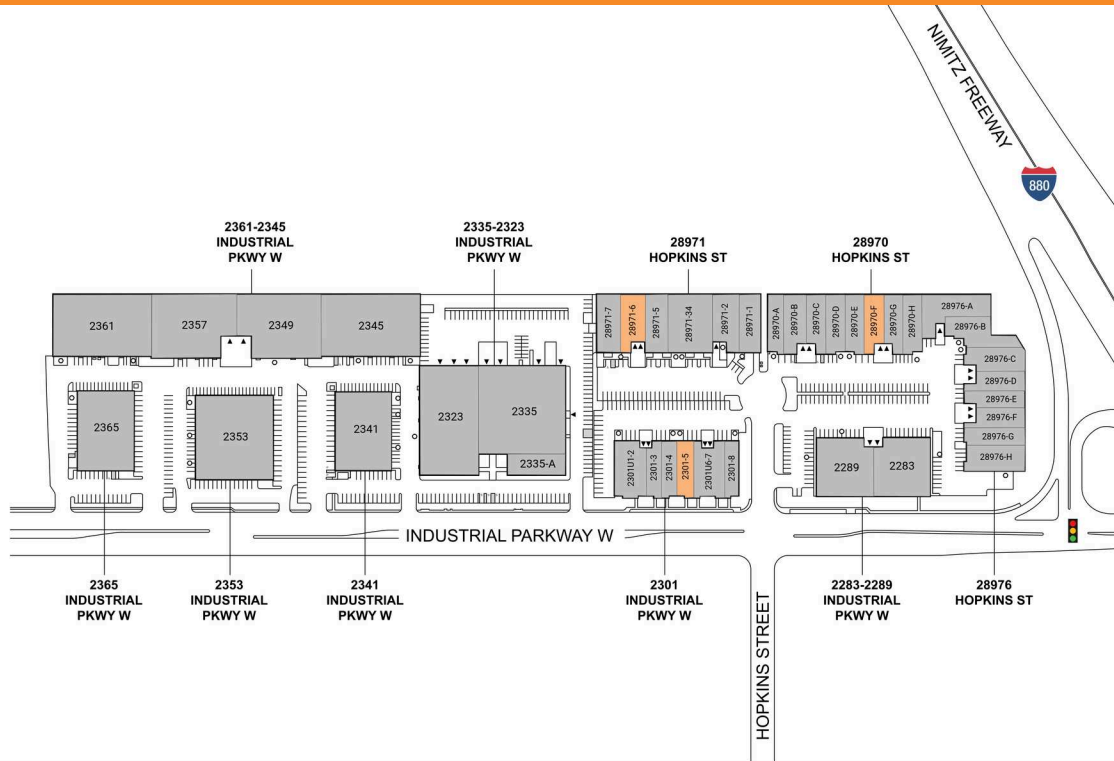 NIMITZ FREEWAY
880
2361-2345
INDUSTRIAL
PKWY W
2335-2323
INDUSTRIAL
PKWY W
28971
HOPKINS ST
28970
HOPKINS ST
2361
2357
2349
2345
28971-7
28971-6
28971-5
28971-34
28971-2
28971-1
28970-A
28970-B
28970-C
28970-D
28970-E
28970-F
28970-G
28970-H
28976-A
28976-B
28976-C
28976-D
28976-E
28976-F
28976-G
28976-H
2365
2353
2341
2323
2335
2335-A
2301U1-2
2301-3
2301-4
2301-5
2301U6-7
2301-8
2289
2283
INDUSTRIAL PARKWAY W
2365
INDUSTRIAL
PKWY W
2353
INDUSTRIAL
PKWY W
2341
INDUSTRIAL
PKWY W
2301
INDUSTRIAL
PKWY W
2283-2289
INDUSTRIAL
PKWY W
28976
HOPKINS ST
HOPKINS STREET